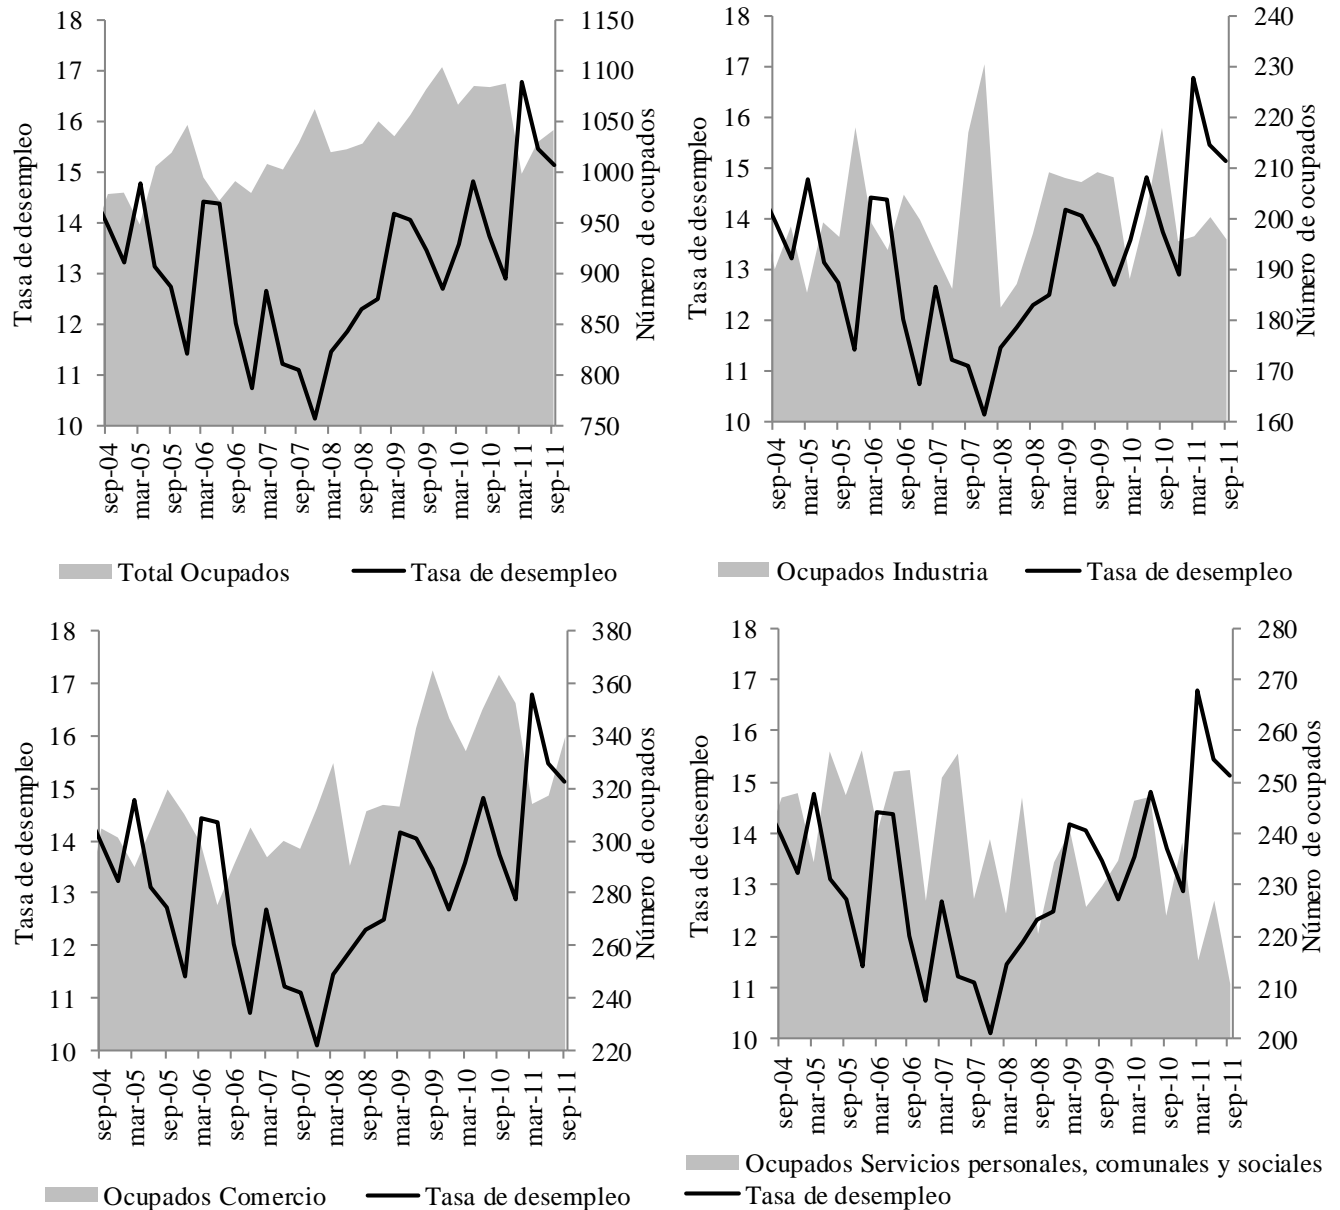 Tasa de desempleo
18
17
16
15
14
13
12
11
10
1150
1100
1050
1000
950
900
850
800
750
Número de ocupados
sep-04
mar-05
sep-05
mar-06
sep-06
mar-07
sep-07
mar-08
sep-08
mar-09
sep-09
mar-10
sep-10
mar-11
sep-11
Total Ocupados
Tasa de desempleo
Tasa de desempleo
18
17
16
15
14
13
12
11
10
240
230
220
210
200
190
180
170
160
Número de ocupados
sep-04
mar-05
sep-05
mar-06
sep-06
mar-07
sep-07
mar-08
sep-08
mar-09
sep-09
mar-10
sep-10
mar-11
sep-11
Ocupados Industria
Tasa de desempleo
Tasa de desempleo
18
17
16
15
14
13
12
11
10
380
360
340
320
300
280
260
240
220
Número de ocupados
sep-04
mar-05
sep-05
mar-06
sep-06
mar-07
sep-07
mar-08
sep-08
mar-09
sep-09
mar-10
sep-10
mar-11
sep-11
Ocupados Comercio
Tasa de desempleo
Tasa de desempleo
18
17
16
15
14
13
12
11
10
280
270
260
250
240
230
220
210
200
Número de ocupados
sep-04
mar-05
sep-05
mar-06
sep-06
mar-07
sep-07
mar-08
sep-08
mar-09
sep-09
mar-10
sep-10
mar-11
sep-11
Ocupados Servicios personales, comunales y sociales
Tasa de desempleo